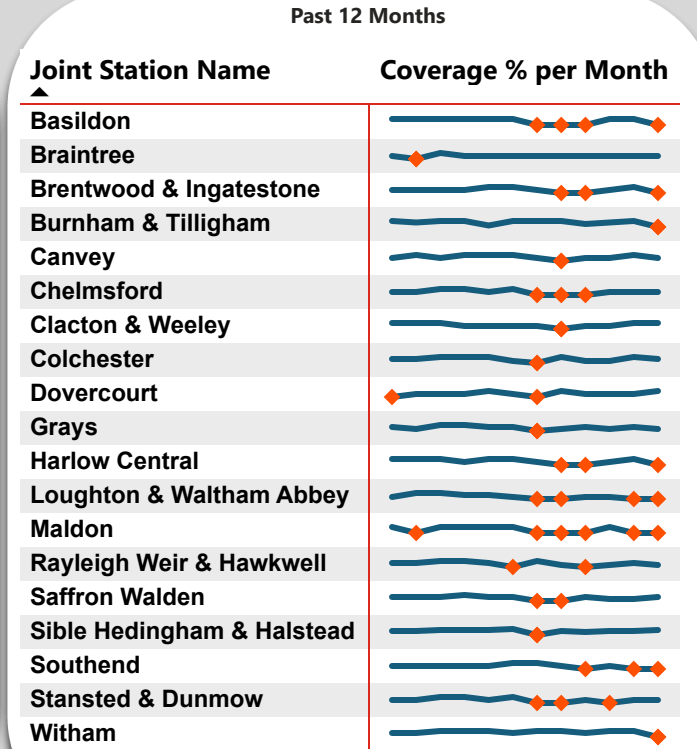 Past 12 Months
Joint Station Name Coverage % per Month
Basildon
Braintree
Brentwood & Ingatestone
Burnham & Tilligham
Canvey
Chelmsford
Clacton & Weeley
Colchester
Dovercourt
Grays
Harlow Central
Loughton & Waltham Abbey
Maldon
Rayleigh Weir & Hawkwell
Saffron Walden
Sible Hedingham & Halstead
Southend
Stansted & Dunmow
Witham